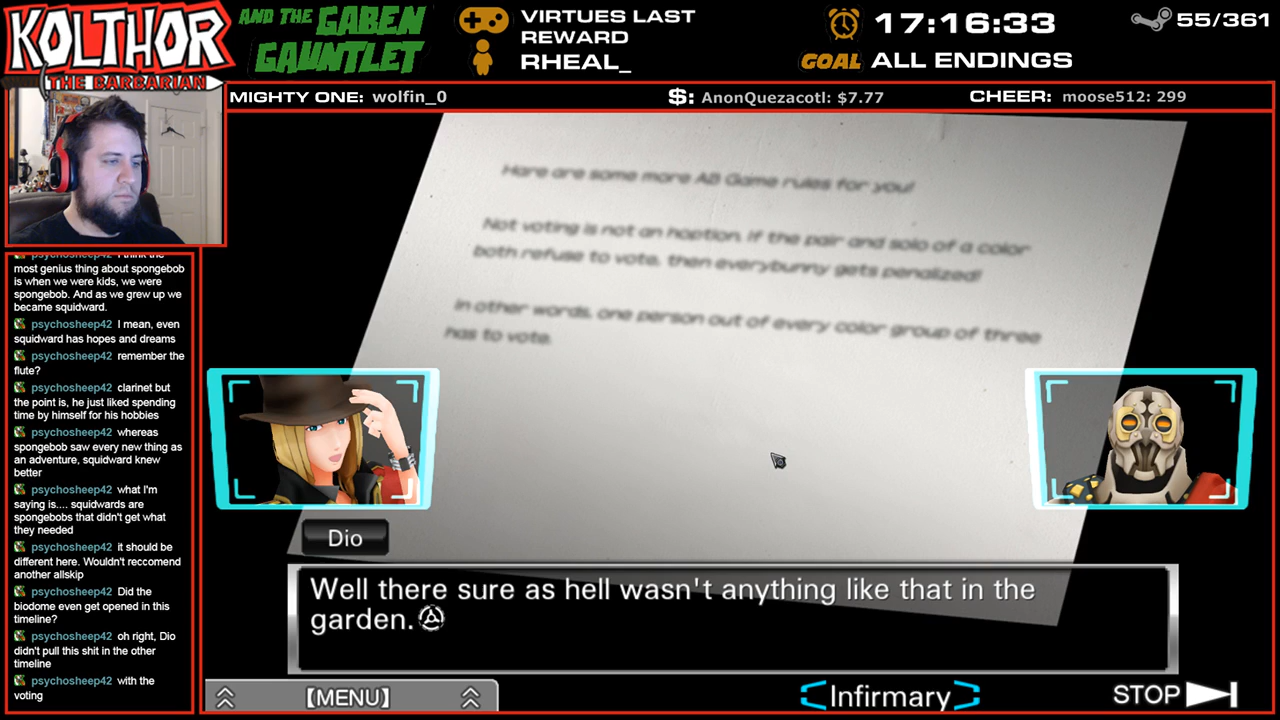 KOLTHOR
THE BARBARIAN
AND THE GABEN
GAUNTLET
VIRTUES LAST
REWARD
RHEAL_
17:16:33
GOAL ALL ENDINGS
55/361
MIGHTY ONE: wolfin_0
$: AnonQuezacotl: $7.77
CHEER: moose512: 299
I think the
most genius thing about spongebob
is when we were kids, we were
spongebob. And as we grew up we
became squidward.
psychosheep42 I mean, even
squidward has hopes and dreams
psychosheep42 remember the
flute?
psychosheep42 clarinet but
the point is, he just liked spending
time by himself for his hobbies
psychosheep42 whereas
spongebob saw every new thing as
an adventure, squidward knew
better
psychosheep42 what I'm
saying is.... squidwards are
spongebobs that didn't get what
they needed
psychosheep42 it should be
different here. Wouldn't reccomend
another allskip
psychosheep42 Did the
biodome even get opened in this
timeline?
psychosheep42 oh right, Dio
didn't pull this shit in the other
timeline
psychosheep42 with the
voting
Hare are some more AB Game rules for you!
Not voting is not an hoption. If the pair and solo of a color
both refuse to vote, then everybunny gets penalized!
In other words, one person out of every color group of three
has to vote.
Dio
Well there sure as hell wasn't anything like that in the
garden.
[MENU]
Infirmary
STOP